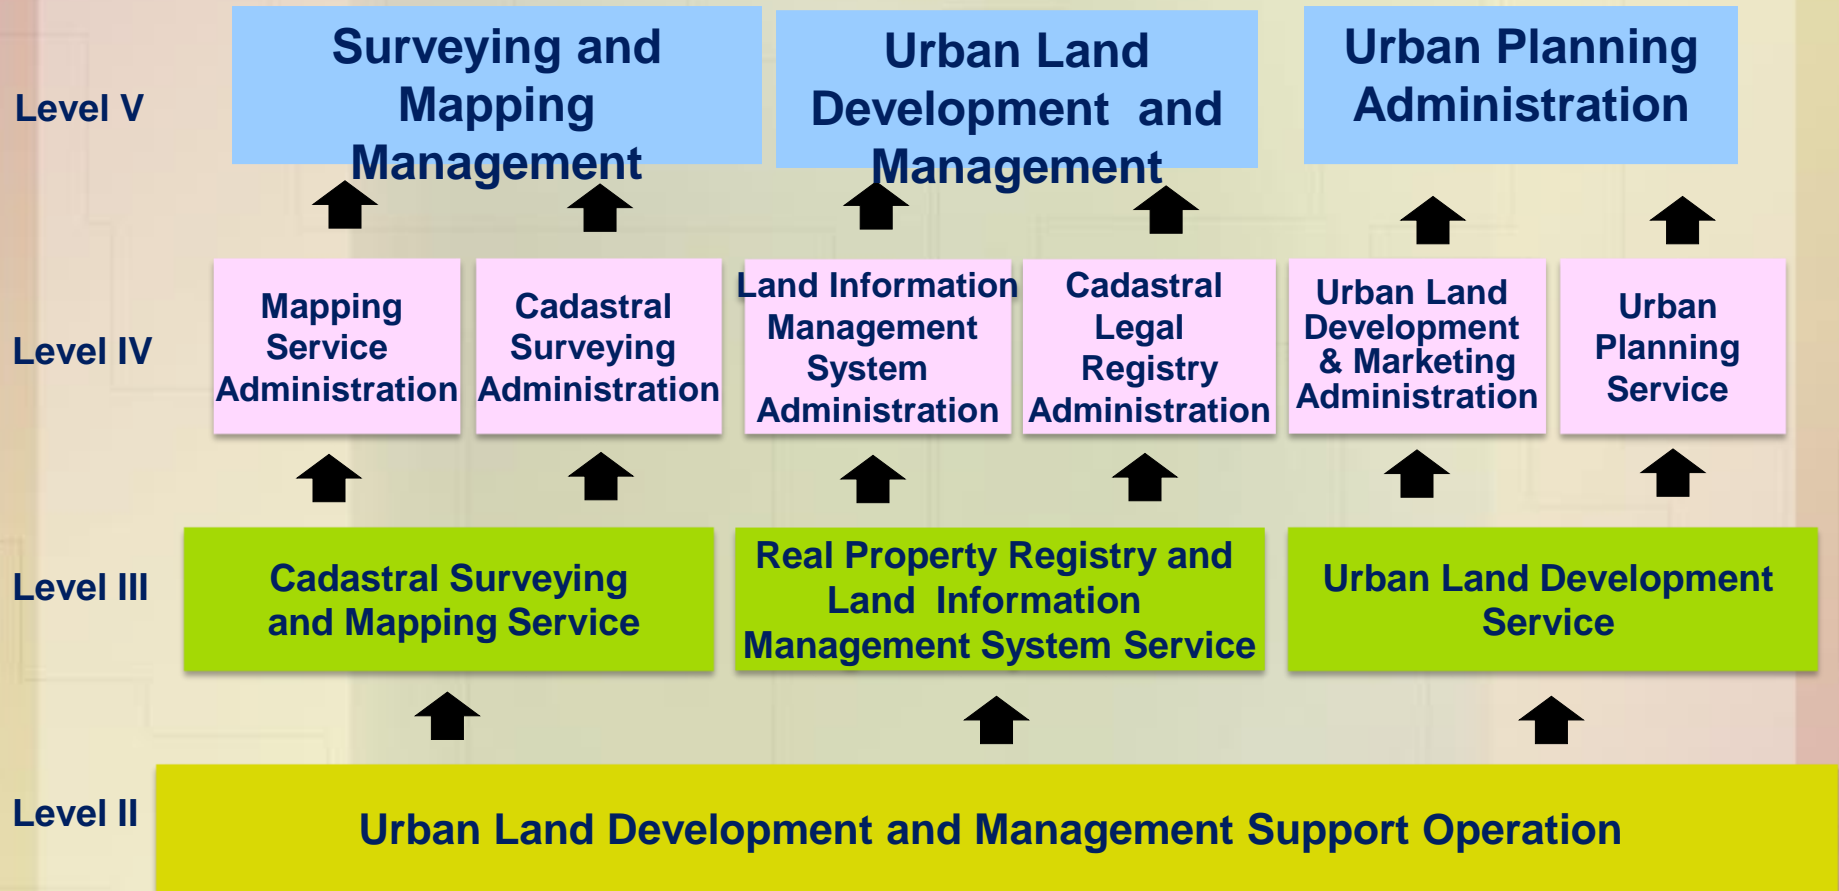 Level V
Surveying and
Mapping
Management
Urban Land
Development and
Management
Urban Planning
Administration
Level IV
Mapping
Service
Administration
Cadastral
Surveying
Administration
Land Information
Management
System
Administration
Cadastral
Legal
Registry
Administration
Urban Land
Development
& Marketing
Administration
Urban
Planning
Service
Level III
Cadastral Surveying
and Mapping Service
Real Property Registry and
Land Information
Management System Service
Urban Land Development
Service
Level II
Urban Land Development and Management Support Operation